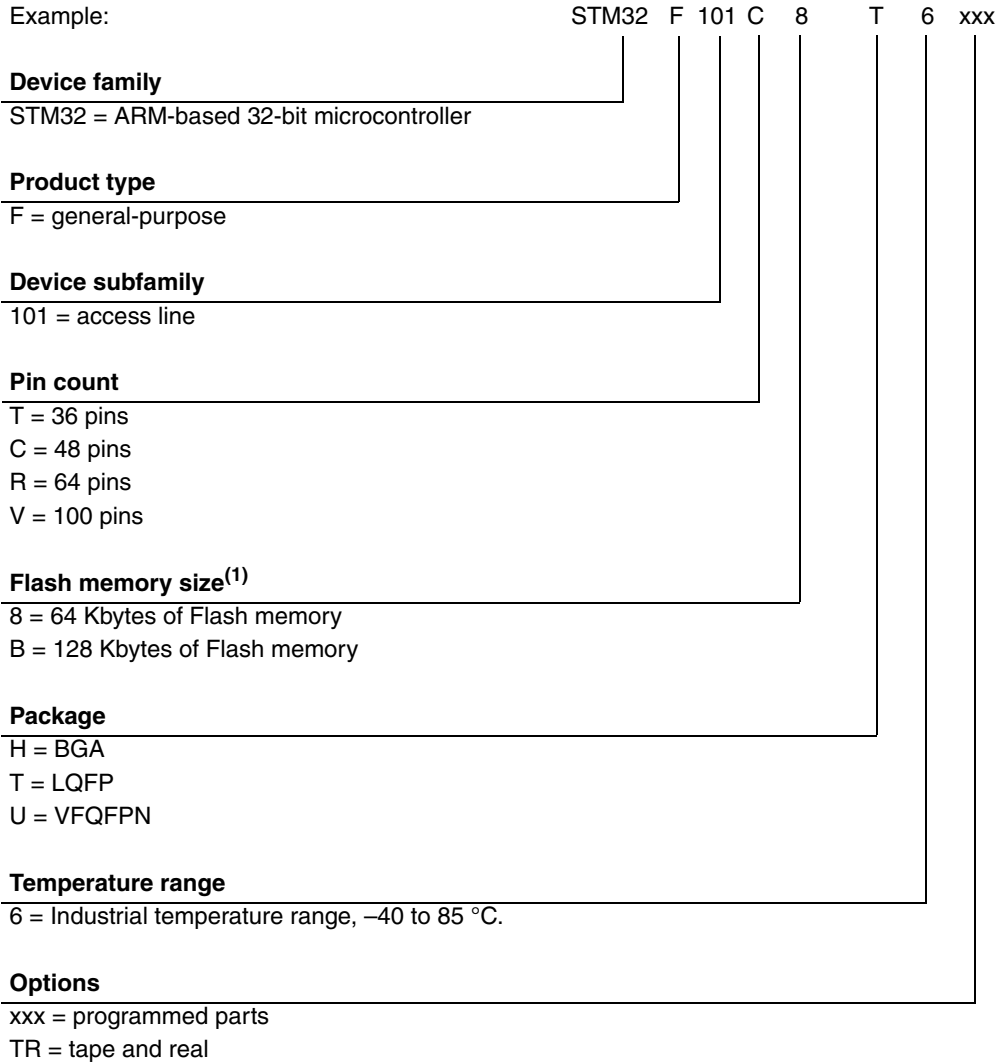 Example: STM32 F 101 C 8 T 6 xxx
Device family
STM32 = ARM-based 32-bit microcontroller
Product type
F = general-purpose
Device subfamily
101 = access line
Pin count
T = 36 pins
C = 48 pins
R = 64 pins
V = 100 pins
Flash memory size(1)
8 = 64 Kbytes of Flash memory
B = 128 Kbytes of Flash memory
Package
H = BGA
T = LQFP
U = VFQFPN
Temperature range
6 = Industrial temperature range, –40 to 85 °C.
Options
xxx = programmed parts
TR = tape and real